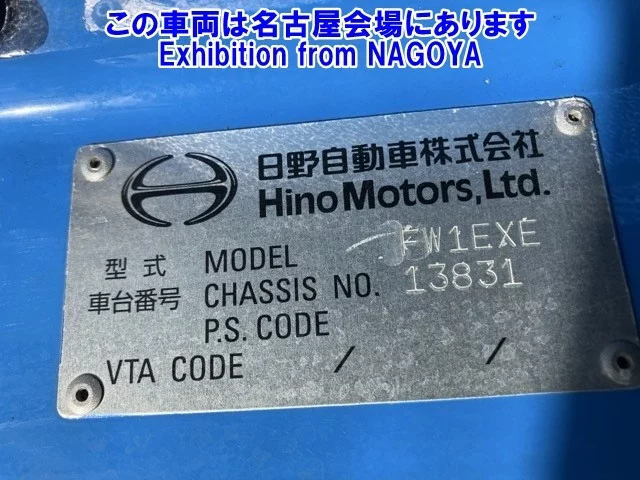 この車両は名古屋会場にあります
Exhibition from NAGOYA
日野自動車株式会社
Hino Motors, Ltd.
型式 MODEL FW1EXE
車台番号 CHASSIS NO. 13831
P.S. CODE
VTA CODE / /